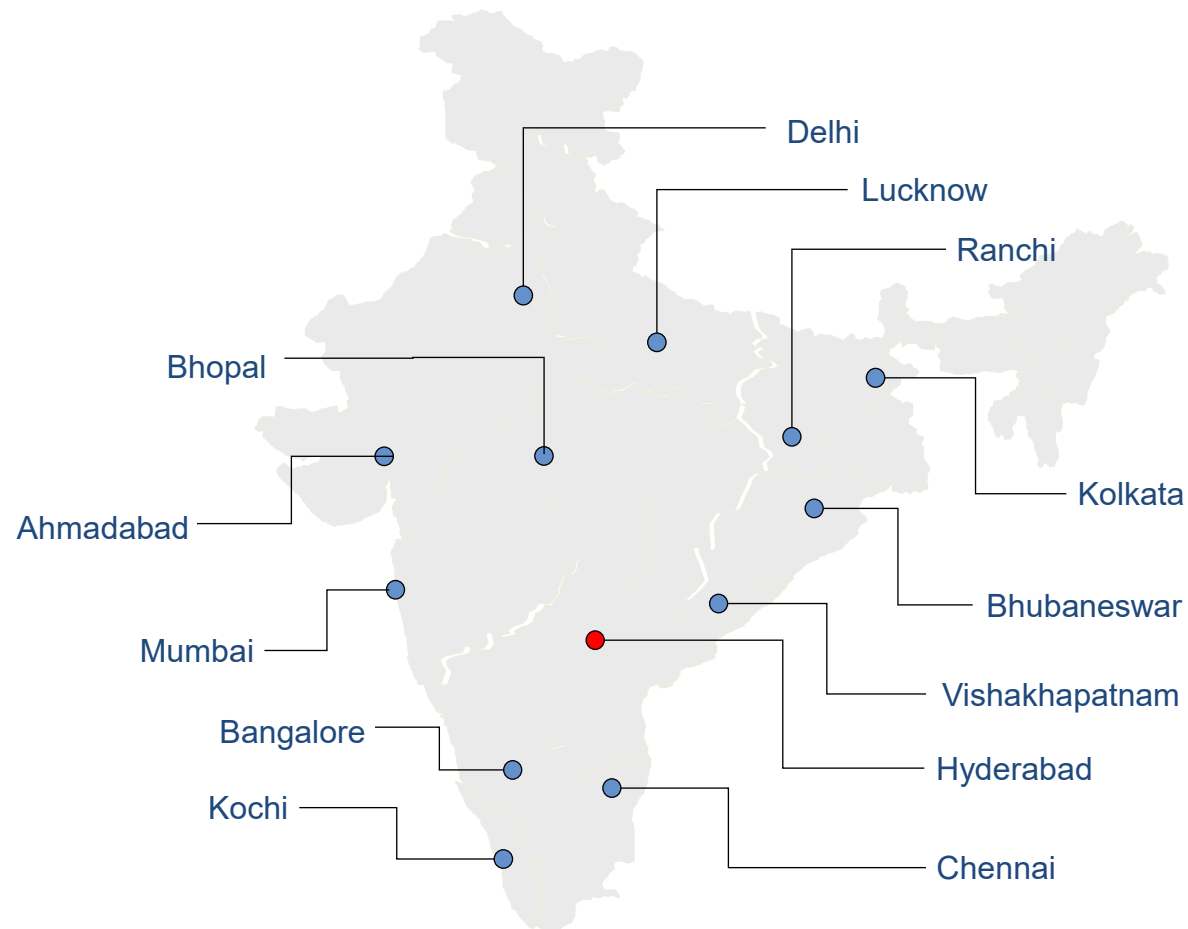 Delhi
Lucknow
Ranchi
Bhopal
Kolkata
Ahmadabad
Bhubaneswar
Mumbai
Vishakhapatnam
Bangalore
Hyderabad
Kochi
Chennai